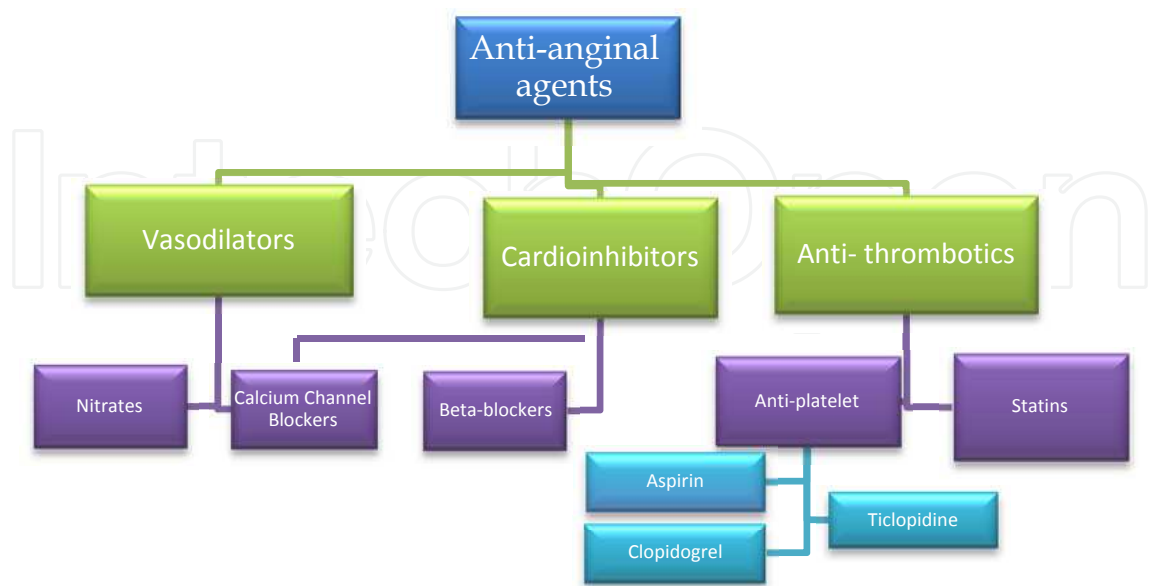 Anti-anginal
agents
IntechOpen
Vasodilators
Cardioinhibitors
Anti- thrombotics
Nitrates
Calcium Channel
Blockers
Beta-blockers
Anti-platelet
Statins
Aspirin
Ticlopidine
Clopidogrel